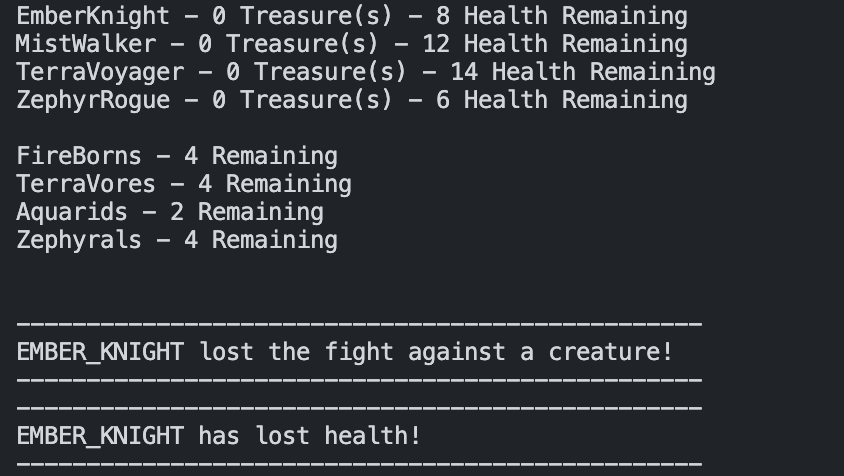 EmberKnight – 0 Treasure(s) – 8 Health Remaining
MistWalker – 0 Treasure(s) – 12 Health Remaining
TerraVoyager – 0 Treasure(s) – 14 Health Remaining
ZephyrRogue – 0 Treasure(s) – 6 Health Remaining
FireBorns – 4 Remaining
TerraVores – 4 Remaining
Aquarids – 2 Remaining
Zephyrals – 4 Remaining
-------------------------------------------------
EMBER_KNIGHT lost the fight against a creature!
-------------------------------------------------
-------------------------------------------------
EMBER_KNIGHT has lost health!
-------------------------------------------------